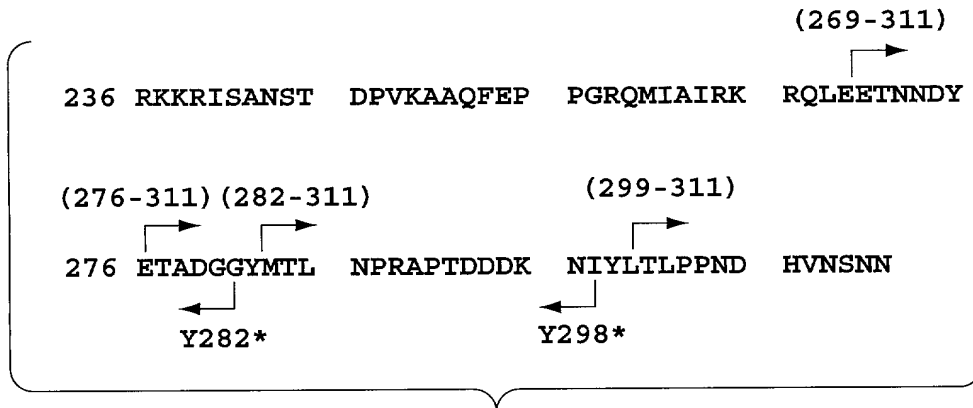 (269-311)
236 RKKRISANST DPVKAAQFEP PGRQMIAIRK RQLEETNNDY
(276-311) (282-311) (299-311)
276 ETADGGYMTL NPRAPTDDDK NIYLTLPPND HVNSNN
Y282* Y298*